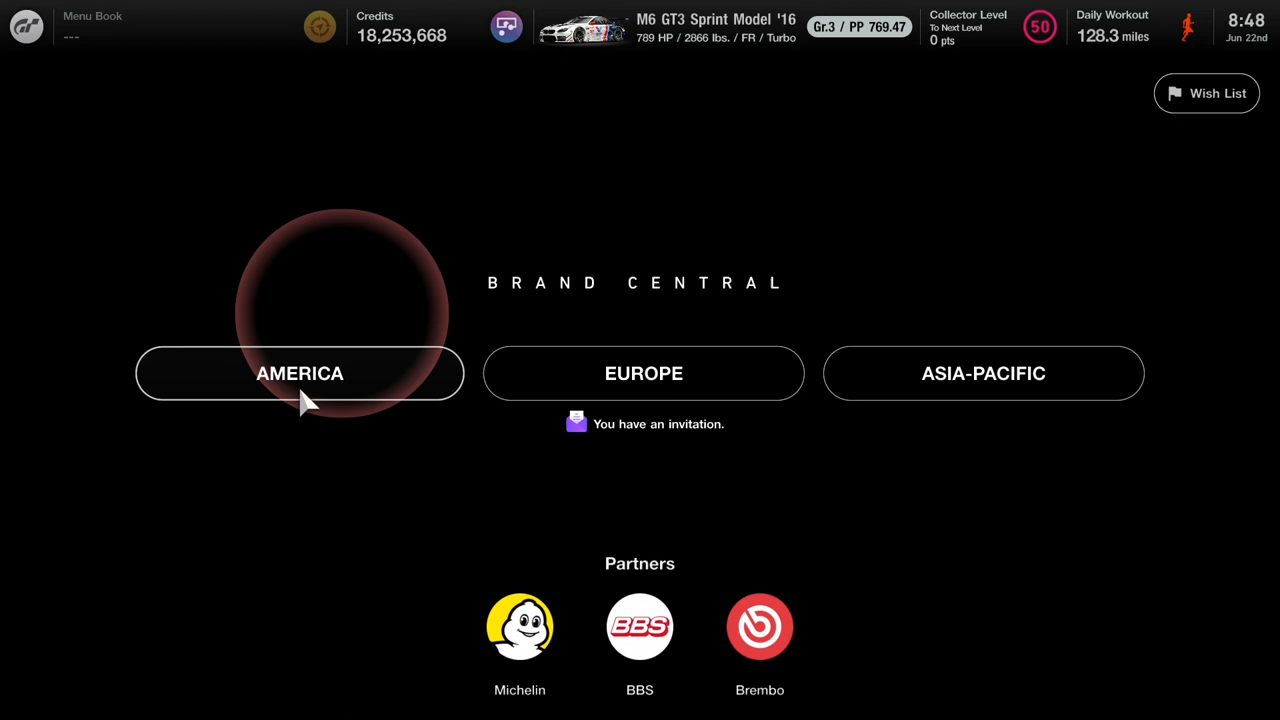 Menu Book
---
Credits
18,253,668
M6 GT3 Sprint Model '16
789 HP / 2866 lbs. / FR / Turbo
Gr.3 / PP 769.47
Collector Level
To Next Level
0 pts
50
Daily Workout
128.3 miles
8:48
Jun 22nd
Wish List
BRAND CENTRAL
AMERICA
EUROPE
ASIA-PACIFIC
You have an invitation.
Partners
BBS
Michelin
BBS
Brembo